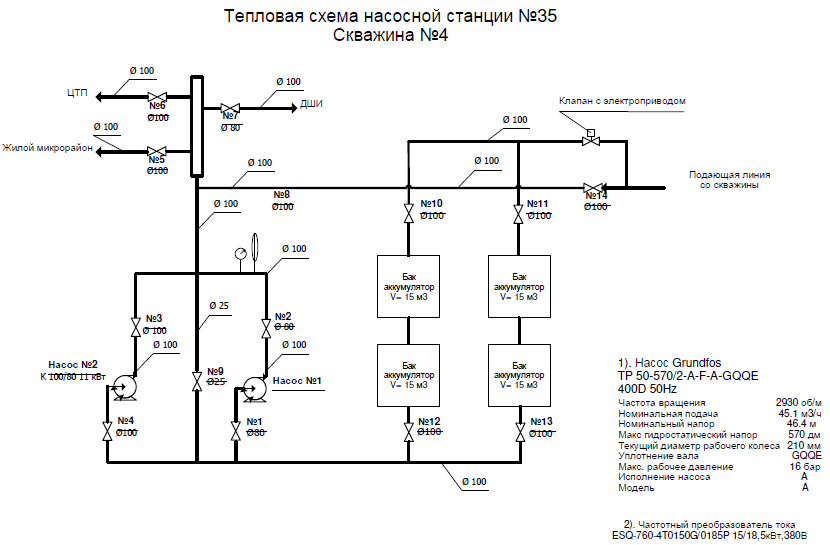 Тепловая схема насосной станции №35
Скважина №4
Ø 100
ЦТП
№6
Ø100
Ø 100
№7
Ø 80
ДШИ
Клапан с электроприводом
Ø 100
Жилой микрорайон
№5
Ø100
Ø 100
Ø 100
Ø 100
Подающая линия
со скважины
№8
Ø100
№14
Ø100
Ø 100
№10
Ø100
№11
Ø100
Ø 100
Бак
аккумулятор
V= 15 м3
Бак
аккумулятор
V= 15 м3
Ø 25
№3
Ø 100
№2
Ø 80
Ø 100
Ø 100
Насос №2
К 100/80 11 кВт
№9
Ø25
Насос №1
Бак
аккумулятор
V= 15 м3
Бак
аккумулятор
V= 15 м3
№4
Ø100
№1
Ø80
№12
Ø100
№13
Ø100
Ø 100
1). Насос Grundfos
TP 50-570/2-A-F-A-GQQE
400D 50Hz
Частота вращения 2930 об/м
Номинальная подача 45.1 м3/ч
Номинальный напор 46.4 м
Макс гидростатический напор 570 дм
Текущий диаметр рабочего колеса 210 мм
Уплотнение вала GQQE
Макс. рабочее давление 16 бар
Исполнение насоса A
Модель A
2). Частотный преобразователь тока
ESQ-760-4T0150G/0185P 15/18,5кВт,380В